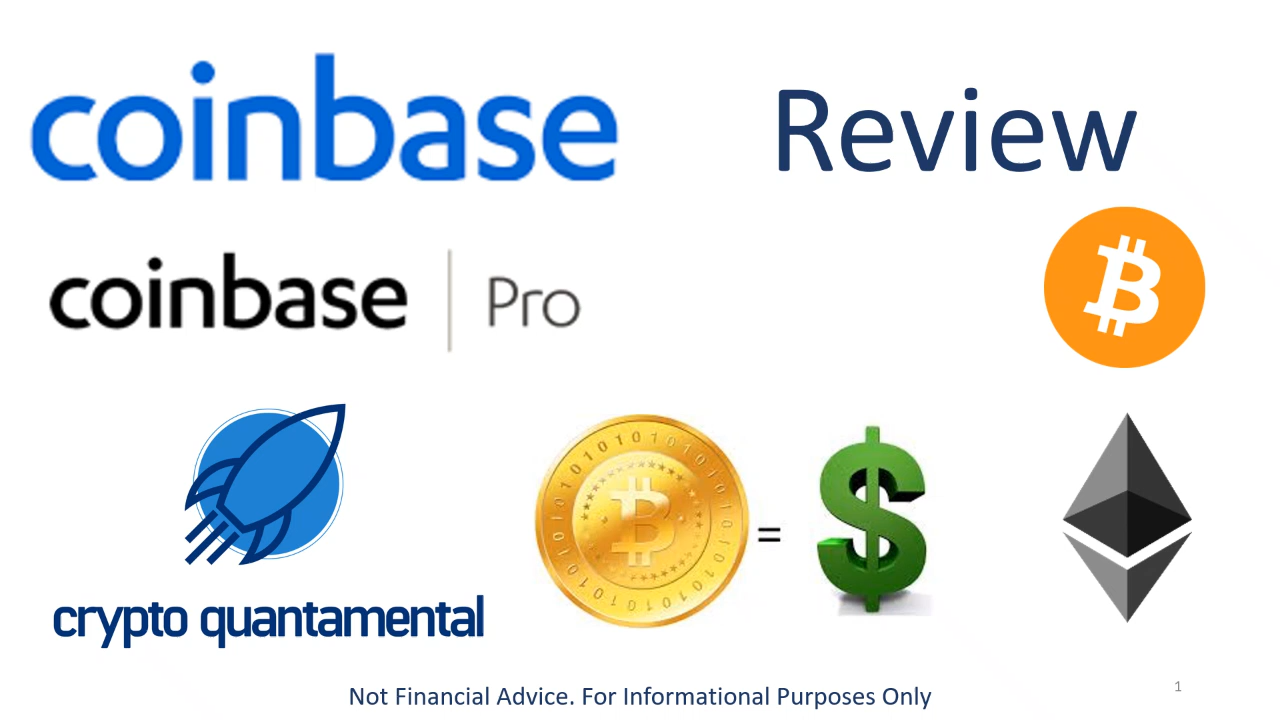 coinbase
Review
coinbase | Pro
crypto quantamental
=
Not Financial Advice. For Informational Purposes Only
1